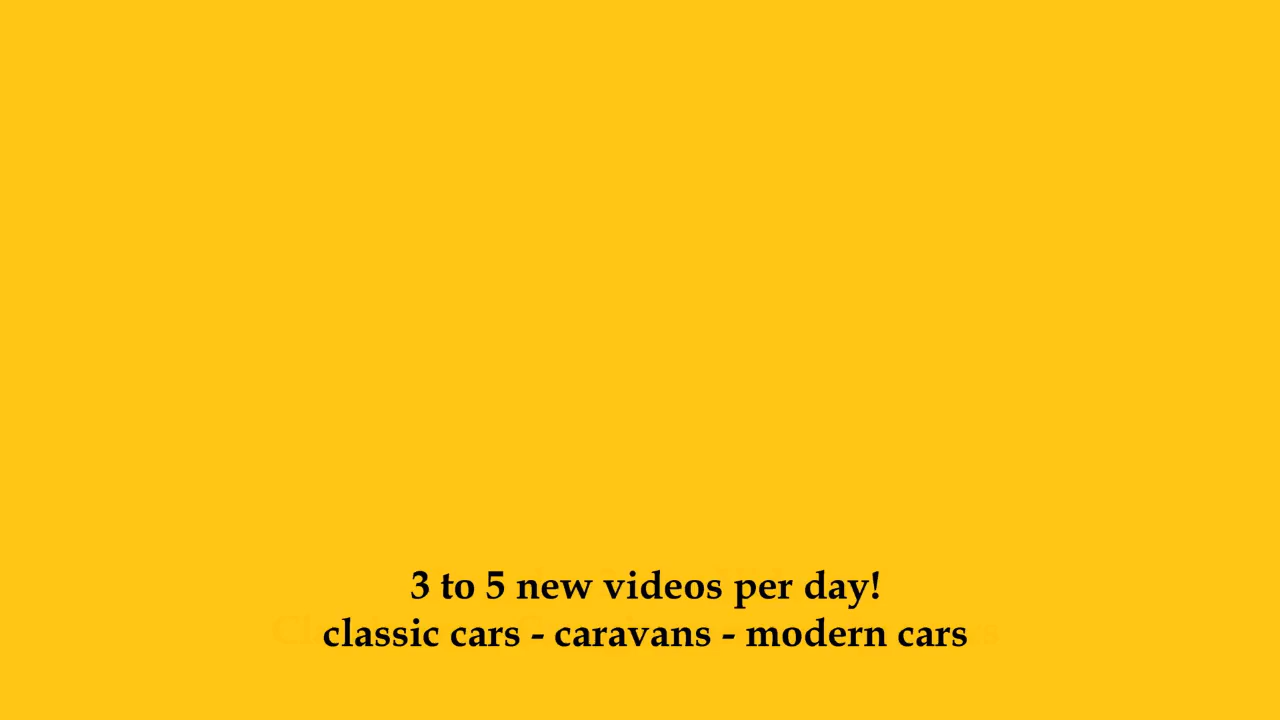 3 to 5 new videos per day!
classic cars - caravans - modern cars